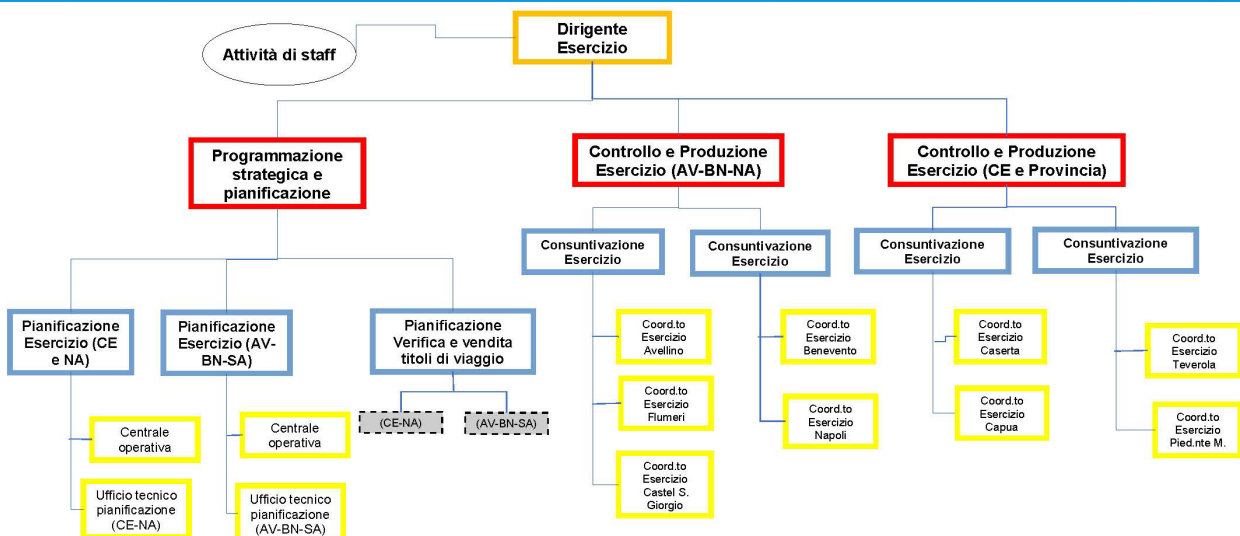 Dirigente
Esercizio
Attività di staff
Programmazione
strategica e
pianificazione
Controllo e Produzione
Esercizio (AV-BN-NA)
Controllo e Produzione
Esercizio (CE e Provincia)
Consuntivazione
Esercizio
Consuntivazione
Esercizio
Consuntivazione
Esercizio
Consuntivazione
Esercizio
Pianificazione
Esercizio (CE
e NA)
Pianificazione
Esercizio (AV-
BN-SA)
Pianificazione
Verifica e vendita
titoli di viaggio
(CE-NA)
(AV-BN-SA)
Centrale
operativa
Ufficio tecnico
pianificazione
(CE-NA)
Centrale
operativa
Ufficio tecnico
pianificazione
(AV-BN-SA)
Coord.to
Esercizio
Avellino
Coord.to
Esercizio
Flumeri
Coord.to
Esercizio
Castel S.
Giorgio
Coord.to
Esercizio
Benevento
Coord.to
Esercizio
Napoli
Coord.to
Esercizio
Caserta
Coord.to
Esercizio
Capua
Coord.to
Esercizio
Teverola
Coord.to
Esercizio
Pied.nte M.